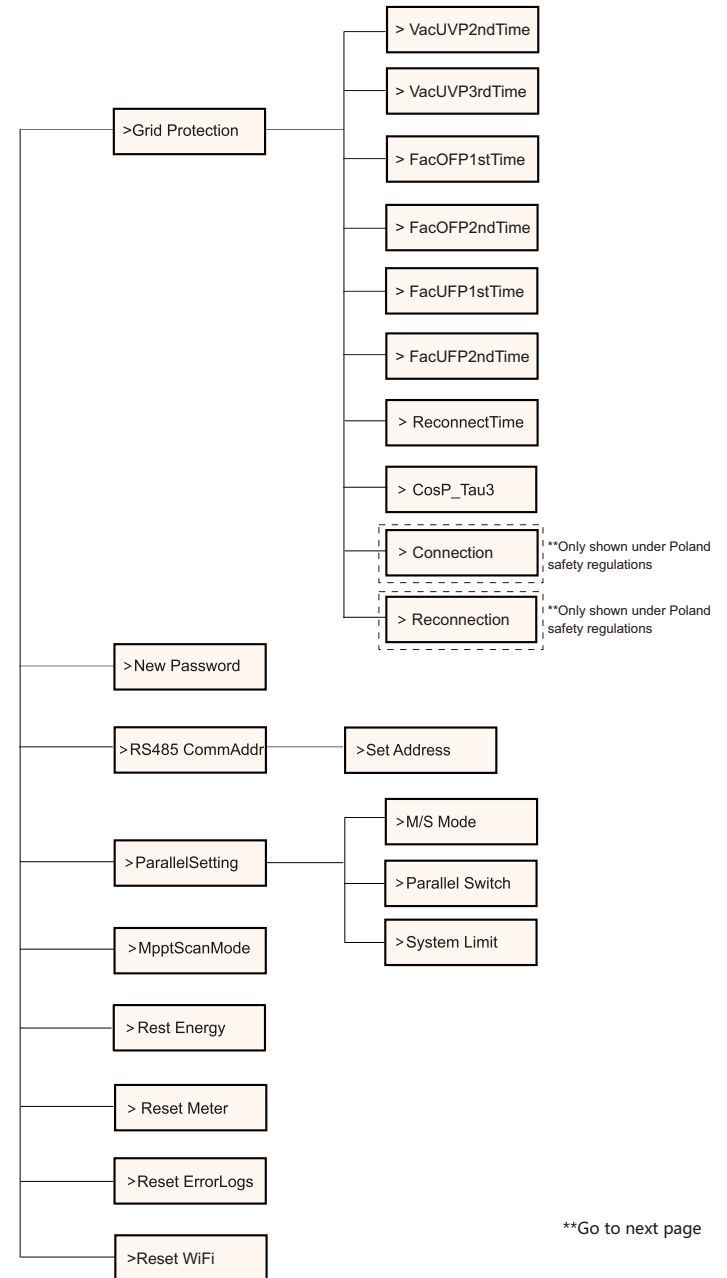 > VacUVP2ndTime
> VacUVP3rdTime
>Grid Protection
> FacOFP1stTime
> FacOFP2ndTime
> FacUFP1stTime
> FacUFP2ndTime
> ReconnectTime
> CosP_Tau3
> Connection
**Only shown under Poland
safety regulations
> Reconnection
**Only shown under Poland
safety regulations
>New Password
>RS485 CommAddr
>Set Address
>ParallelSetting
>M/S Mode
>Parallel Switch
>System Limit
>MpptScanMode
>Rest Energy
> Reset Meter
>Reset ErrorLogs
>Reset WiFi
**Go to next page